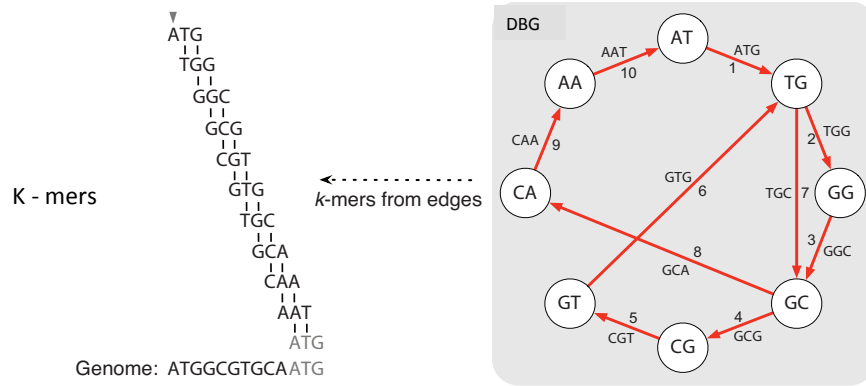 ATG
TGG
GGC
GCG
CGT
GTG
TGC
GCA
CAA
AAT
ATG
Genome: ATGGCGTGCAATG
K - mers
k-mers from edges
DBG
AT
AAT
10
ATG
1
AA
TG
CAA
9
2
TGG
GTG
6
TGC
7
CA
GG
8
GCA
3
GGC
GT
GC
5
CGT
4
GCG
CG